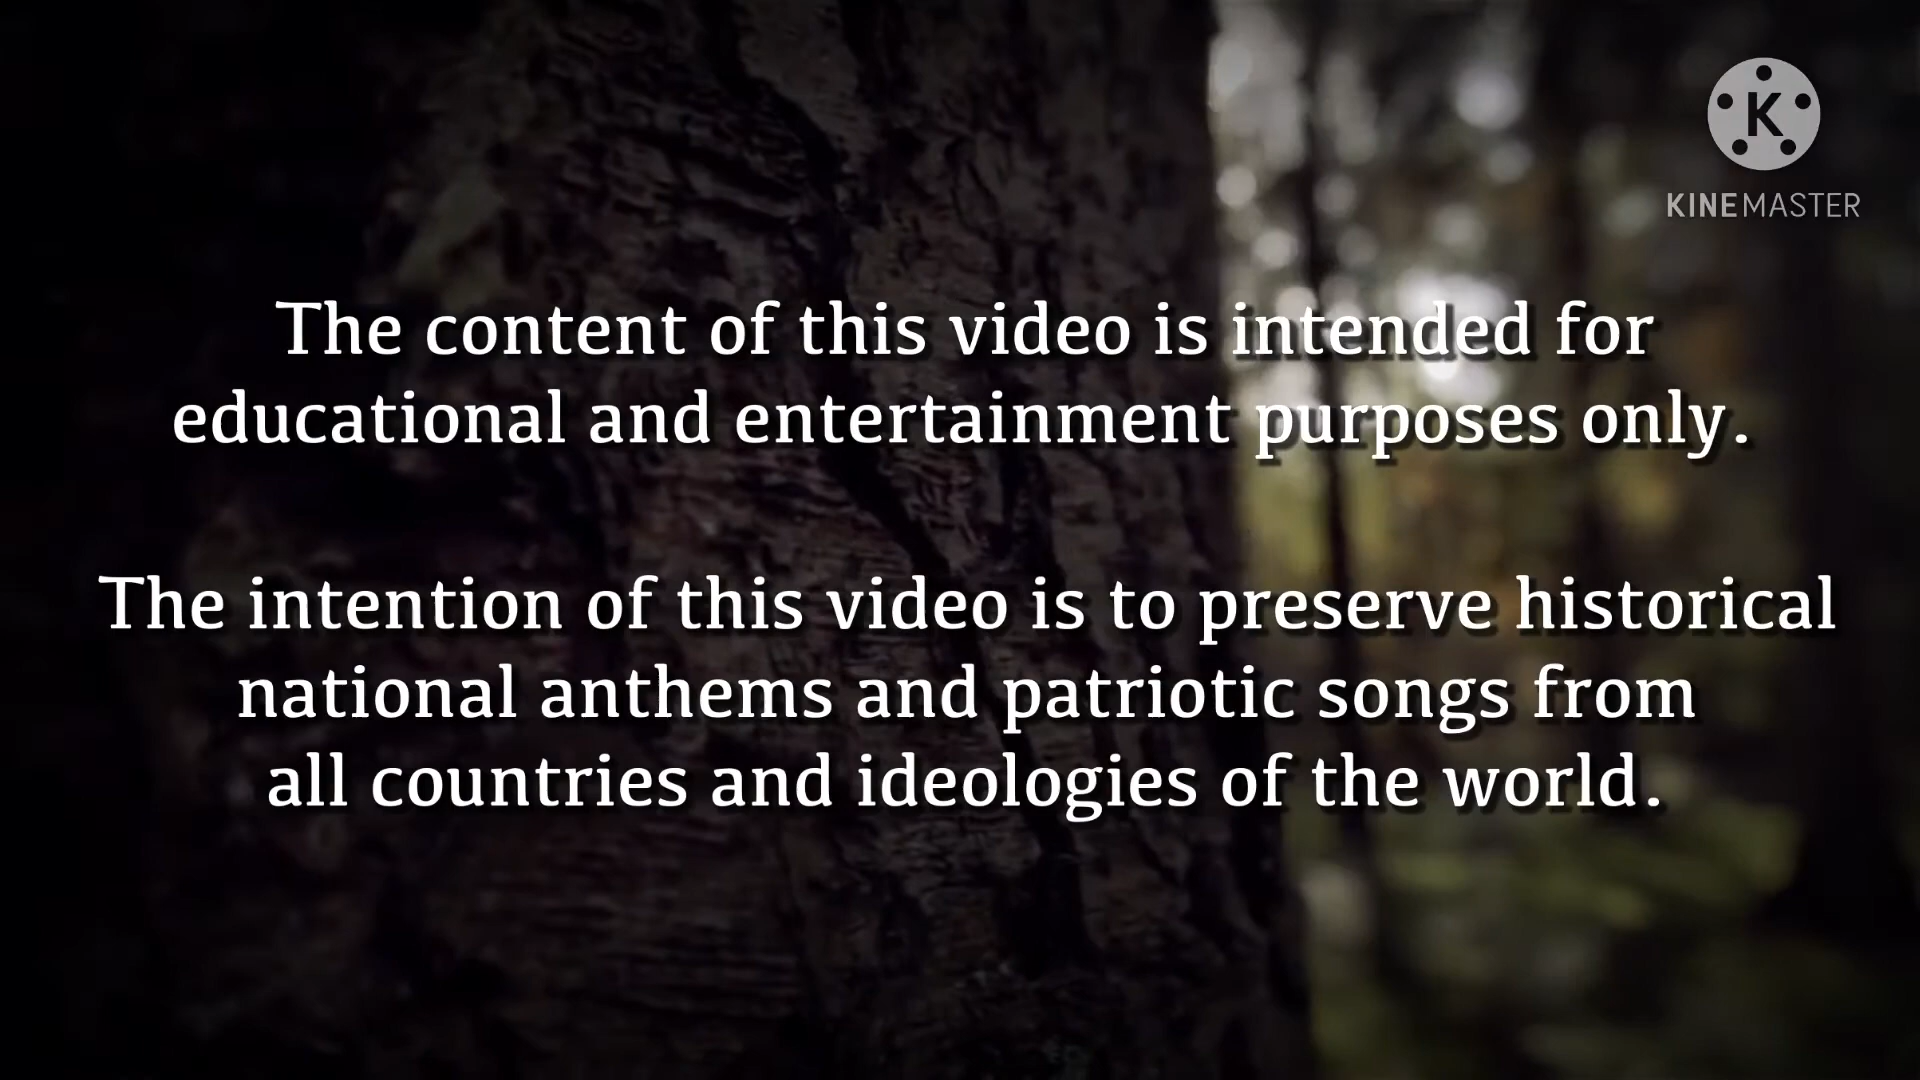 K
KINEMASTER
The content of this video is intended for
educational and entertainment purposes only.
The intention of this video is to preserve historical
national anthems and patriotic songs from
all countries and ideologies of the world.